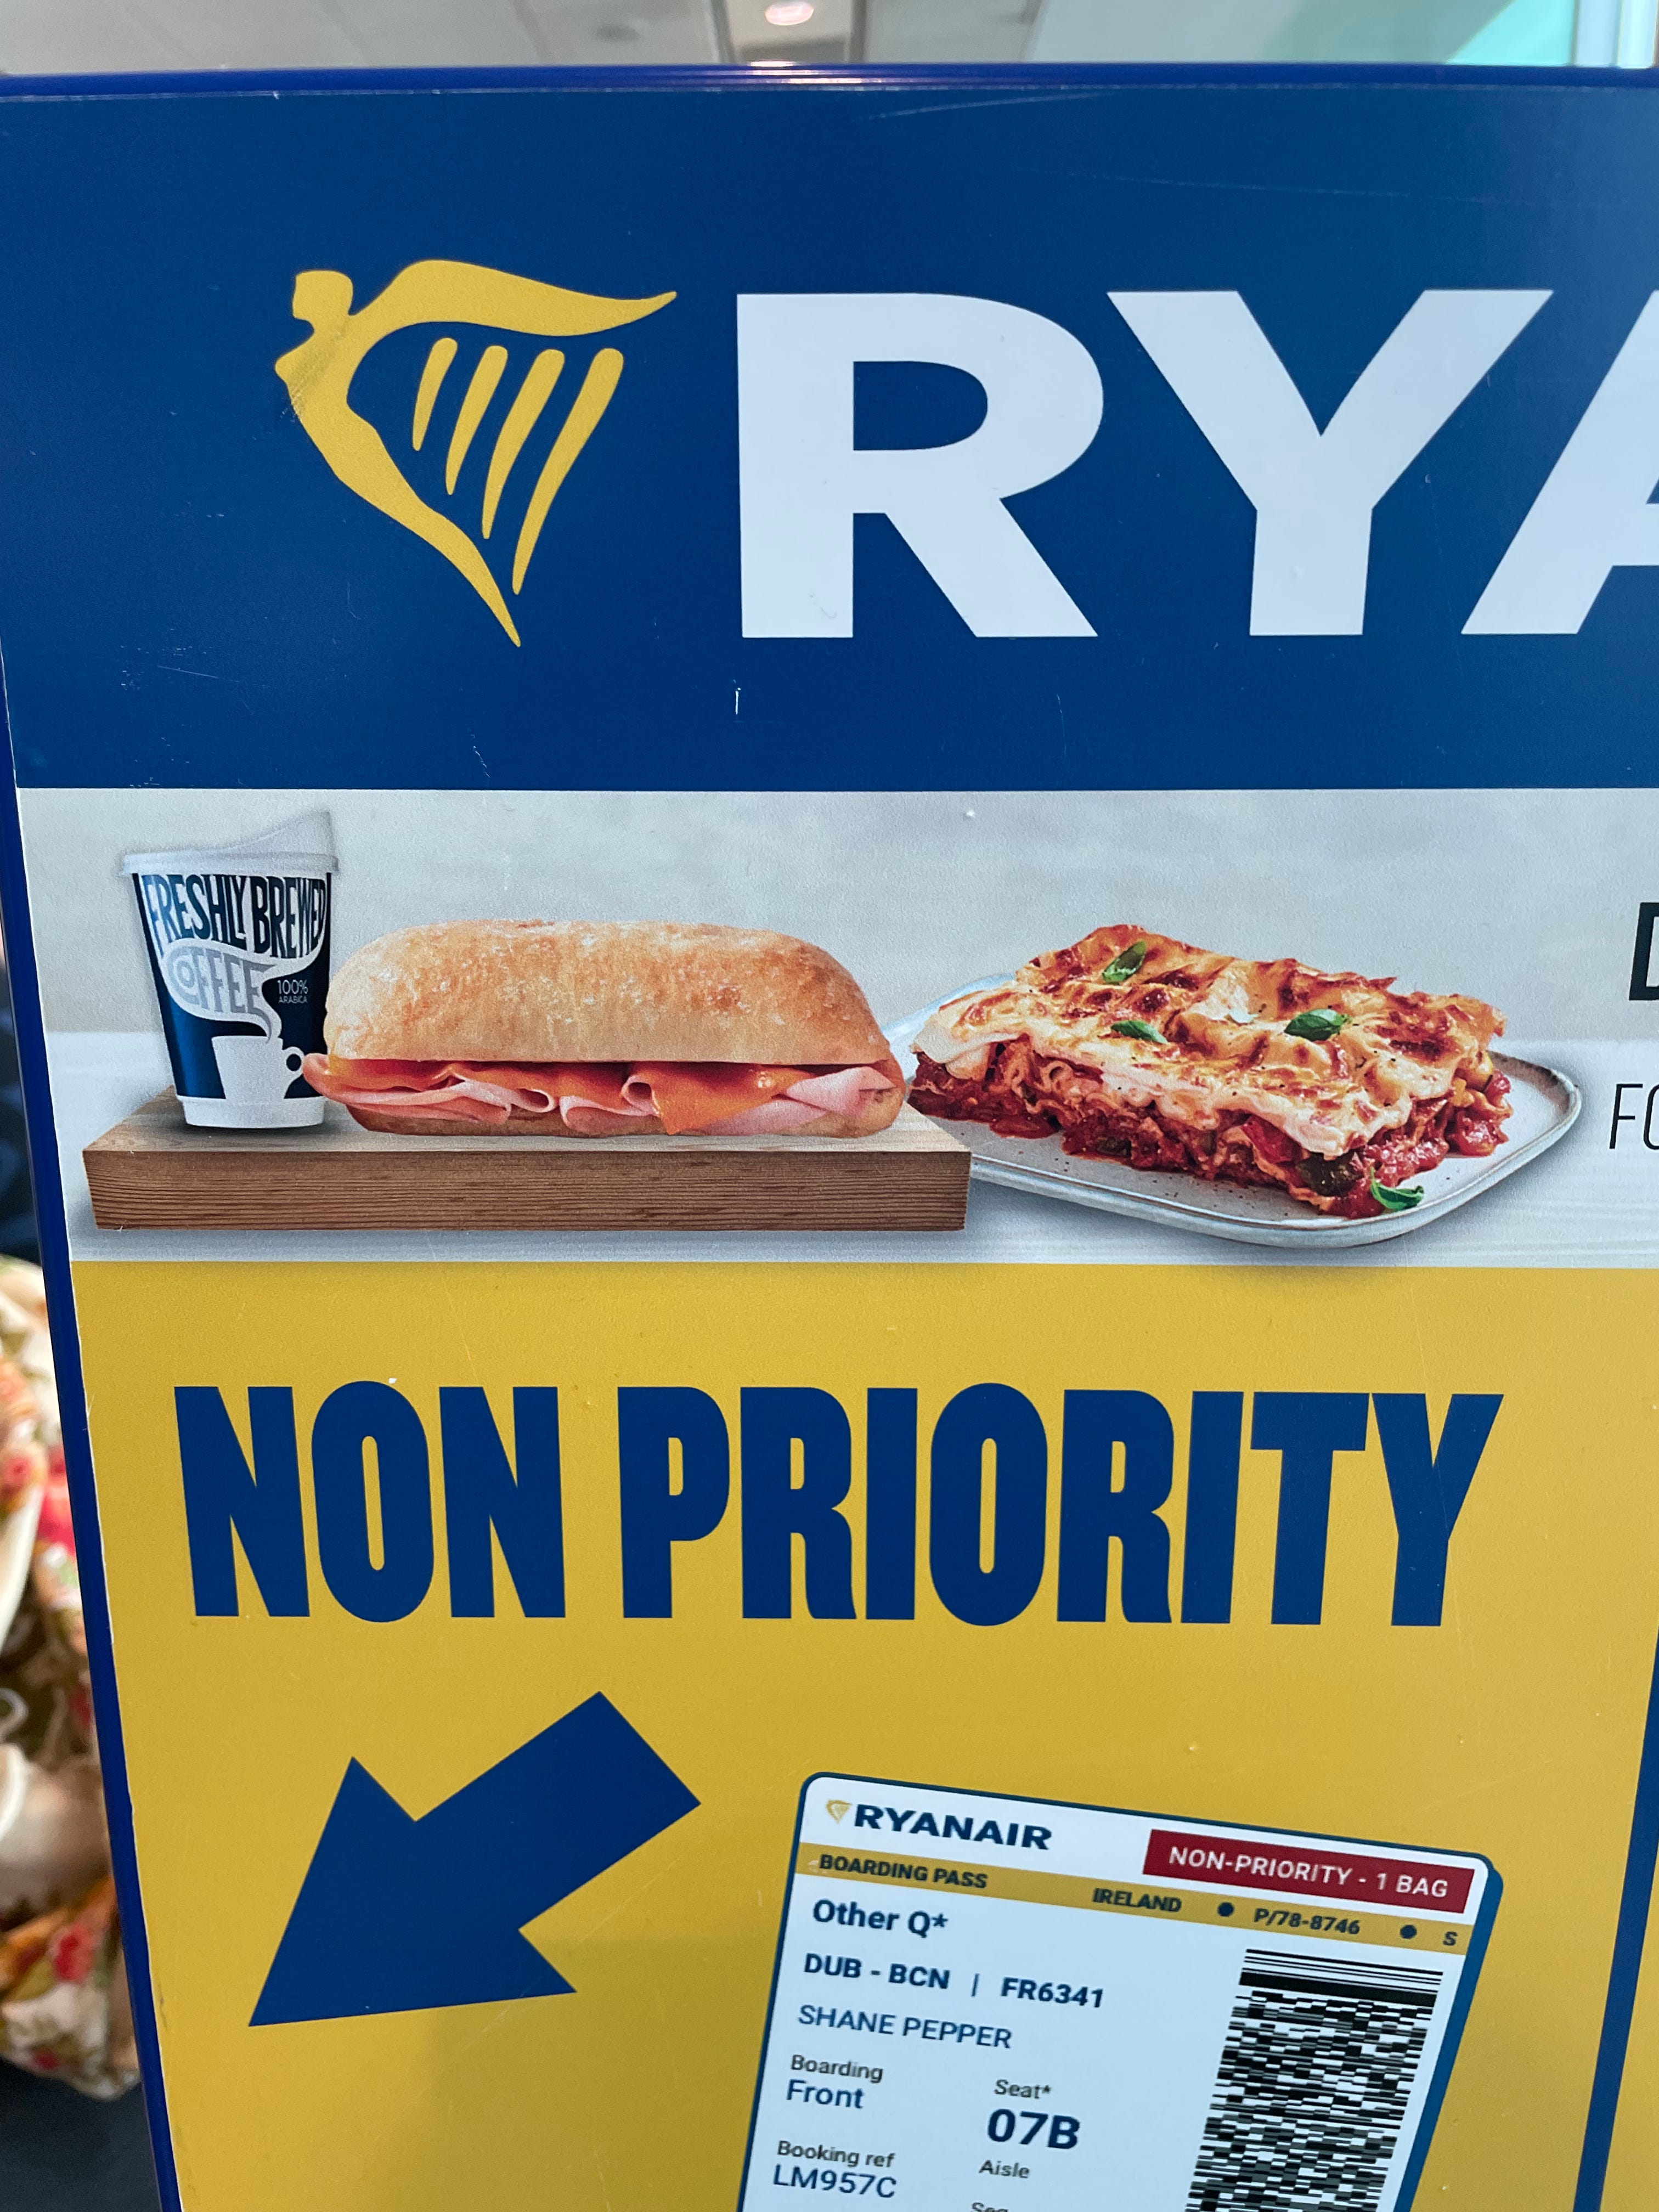 RYA
FRESHLY BREWED
COFFEE
100%
ARABICA
NON PRIORITY
RYANAIR
NON-PRIORITY - 1 BAG
BOARDING PASS IRELAND ● P/78-8746 ● S
Other Q*
DUB - BCN | FR6341
SHANE PEPPER
Boarding
Front
Seat*
07B
Aisle
Booking ref
LM957C